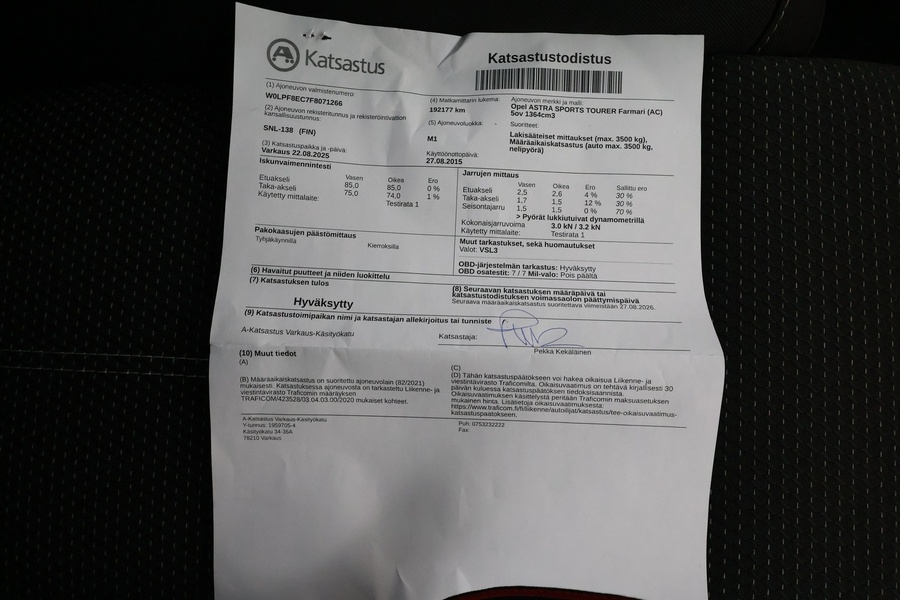 A Katsastus
Katsastustodistus
(1) Ajoneuvon valmistenumero:
W0LPF8EC7F8071266
(2) Ajoneuvon rekisteritunnus ja rekisteröintivaltion
kansallisuustunnus:
SNL-138 (FIN)
(3) Katsastuspaikka ja -päivä:
Varkaus 22.08.2025
(4) Matkamittarin lukema:
192177 km
(5) Ajoneuvoluokka:
-
M1
Käyttöönottopäivä:
27.08.2015
Ajoneuvon merkki ja malli:
Opel ASTRA SPORTS TOURER Farmari (AC)
5ov 1364cm3
Suoritteet:
Lakisääteiset mittaukset (max. 3500 kg),
Määräaikaiskatsastus (auto max. 3500 kg,
nelipyörä)
Iskunvaimennintesti
Vasen Oikea Ero
Etuakseli 85,0 85,0 0 %
Taka-akseli 75,0 74,0 1 %
Käytetty mittalaite: Testirata 1
Jarrujen mittaus
Vasen Oikea Ero Sallittu ero
Etuakseli 2,5 2,6 4 % 30 %
Taka-akseli 1,7 1,5 12 % 30 %
Seisontajarru 1,5 1,5 0 % 70 %
> Pyörät lukkiutuivat dynamometrillä
Kokonaisjarruvoima 3.0 kN / 3.2 kN
Käytetty mittalaite: Testirata 1
Pakokaasujen päästömittaus
Tyhjäkäynnillä Kierroksilla
Muut tarkastukset, sekä huomautukset
Valot: VSL3
OBD-järjestelmän tarkastus: Hyväksytty
OBD osatestit: 7 / 7 Mil-valo: Pois päältä
(6) Havaitut puutteet ja niiden luokittelu
(7) Katsastuksen tulos
Hyväksytty
(8) Seuraavan katsastuksen määräpäivä tai
katsastustodistuksen voimassaolon päättymispäivä
Seuraava määräaikaiskatsastus suoritettava viimeistään 27.08.2026.
(9) Katsastustoimipaikan nimi ja katsastajan allekirjoitus tai tunniste
A-Katsastus Varkaus-Käsityökatu
Katsastaja:
Pekka Kekäläinen
(10) Muut tiedot
(A)
(B) Määräaikaiskatsastus on suoritettu ajoneuvolain (82/2021)
mukaisesti. Katsastuksessa ajoneuvosta on tarkastettu Liikenne- ja
viestintävirasto Traficomin määräyksen
TRAFICOM/423528/03.04.03.00/2020 mukaiset kohteet.
(C)
(D) Tähän katsastuspäätökseen voi hakea oikaisua Liikenne- ja
viestintävirasto Traficomilta. Oikaisuvaatimus on tehtävä kirjallisesti 30
päivän kuluessa katsastuspäätöksen tiedoksisaannista.
Oikaisuvaatimuksen käsittelystä peritään Traficomin maksuasetuksen
mukainen hinta. Lisätietoja oikaisuvaatimuksesta:
https://www.traficom.fi/fi/liikenne/autoilijat/katsastus/tee-oikaisuvaatimus-
katsastuspaatokseen.
A-Katsastus Varkaus-Käsityökatu
Y-tunnus: 1959705-4
Käsityökatu 34-36A
78210 Varkaus
Puh: 0753232222
Fax: